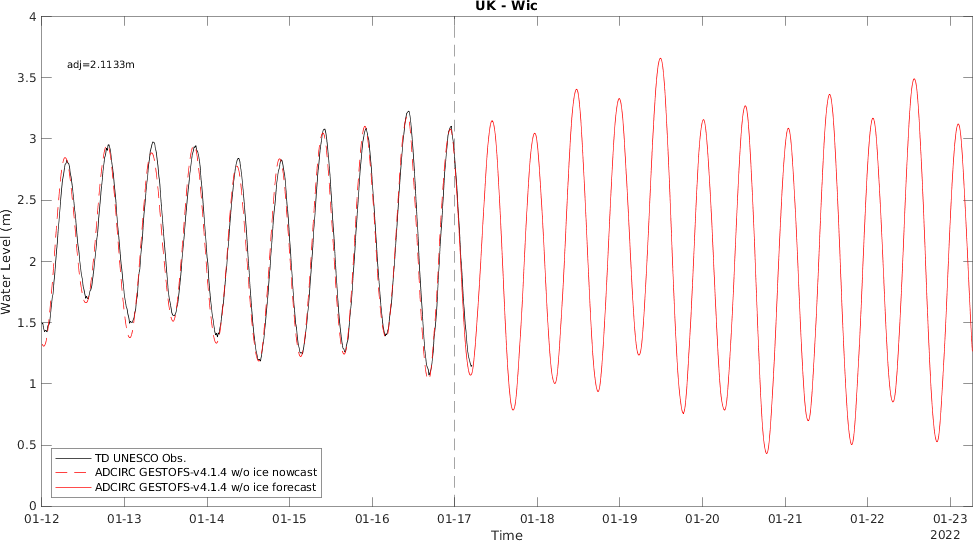 UK - Wic
4
3.5
3
2.5
2
1.5
1
0.5
0
Water Level (m)
adj=2.1133m
TD UNESCO Obs.
ADCIRC GESTOFS-v4.1.4 w/o ice nowcast
ADCIRC GESTOFS-v4.1.4 w/o ice forecast
01-12 01-13 01-14 01-15 01-16 01-17 01-18 01-19 01-20 01-21 01-22 01-23
2022
Time